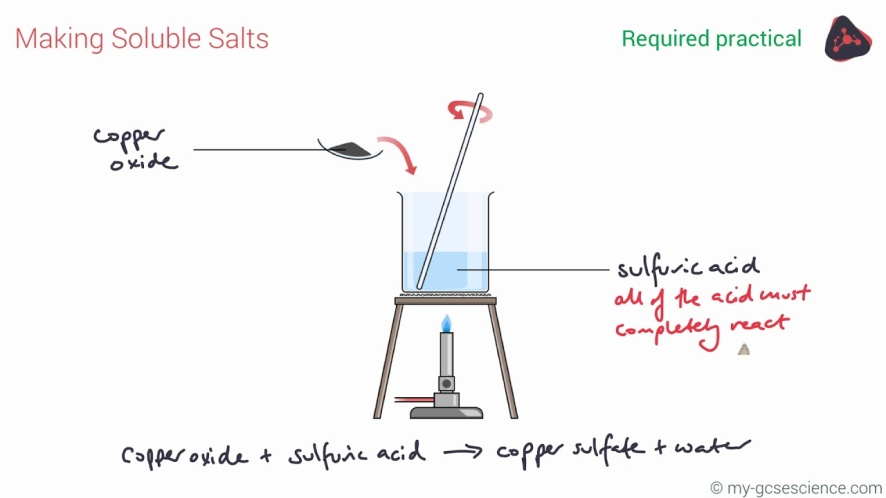 Making Soluble Salts
Required practical
copper
oxide
sulfuric acid
all of the acid must
completely react
copper oxide + sulfuric acid → copper sulfate + water
© my-gcsescience.com